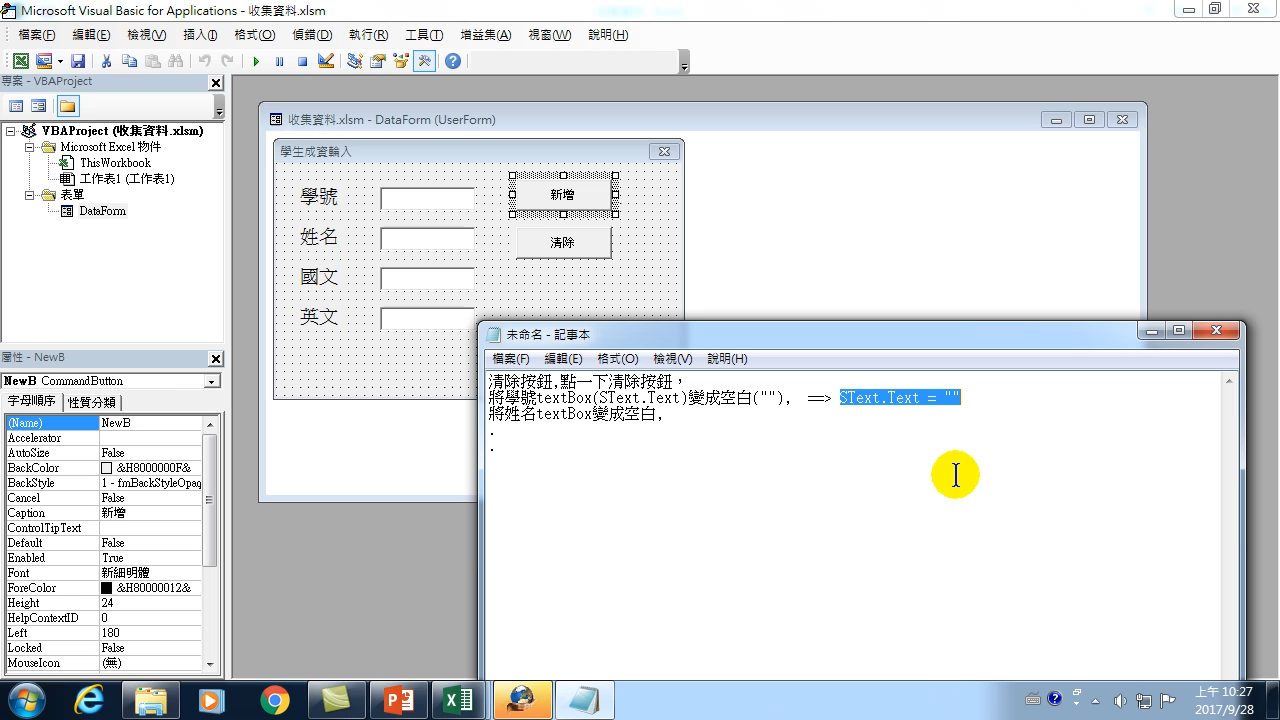 Microsoft Visual Basic for Applications - 收集資料.xlsm
檔案(F) 編輯(E) 檢視(V) 插入(I) 格式(O) 偵錯(D) 執行(R) 工具(T) 增益集(A) 視窗(W) 說明(H)
專案 - VBAProject
VBAProject (收集資料.xlsm)
Microsoft Excel 物件
ThisWorkbook
工作表1 (工作表1)
表單
DataForm
收集資料.xlsm - DataForm (UserForm)
學生成資輸入
學號
新增
姓名
清除
國文
英文
屬性 - NewB
NewB CommandButton
字母順序 性質分類
(Name) NewB
Accelerator
AutoSize False
BackColor &H8000000F&
BackStyle 1 - fmBackStyleOpaq
Cancel False
Caption 新增
ControlTipText
Default False
Enabled True
Font 新細明體
ForeColor &H80000012&
Height 24
HelpContextID 0
Left 180
Locked False
MouseIcon (無)
未命名 - 記事本
檔案(F) 編輯(E) 格式(O) 檢視(V) 說明(H)
清除按鈕,點一下清除按鈕，
將學號textBox(SText.Text)變成空白(""), ==> SText.Text = ""
將姓名textBox變成空白,
.
.
上午 10:27
2017/9/28